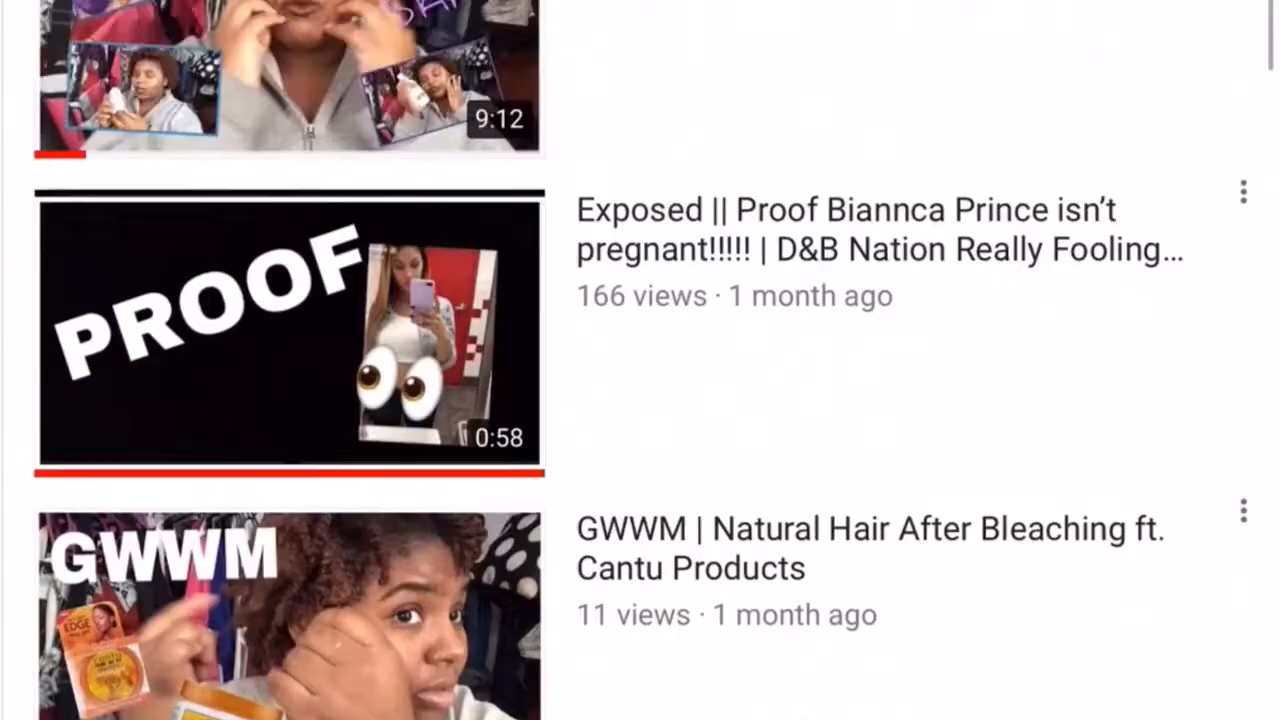 9:12
PROOF
0:58
Exposed || Proof Biannca Prince isn’t
pregnant!!!!! | D&B Nation Really Fooling...
166 views · 1 month ago
GWWM
EDGE
GWWM | Natural Hair After Bleaching ft.
Cantu Products
11 views · 1 month ago